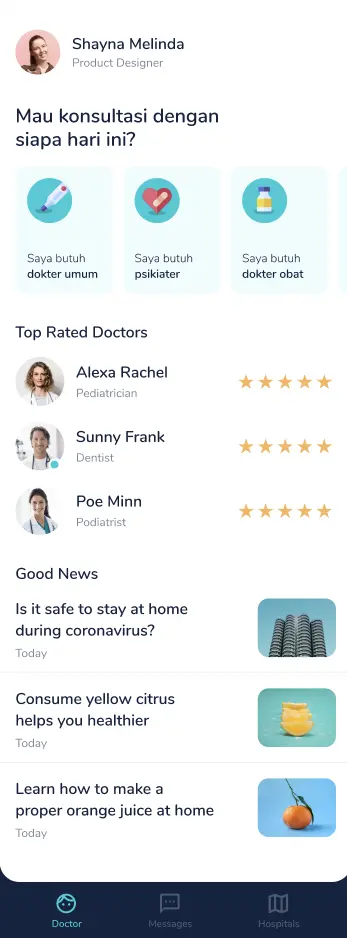 Shayna Melinda
Product Designer
Mau konsultasi dengan
siapa hari ini?
Saya butuh
dokter umum
Saya butuh
psikiater
Saya butuh
dokter obat
Top Rated Doctors
Alexa Rachel
Pediatrician
Sunny Frank
Dentist
Poe Minn
Podiatrist
Good News
Is it safe to stay at home
during coronavirus?
Today
Consume yellow citrus
helps you healthier
Today
Learn how to make a
proper orange juice at home
Today
Doctor
Messages
Hospitals